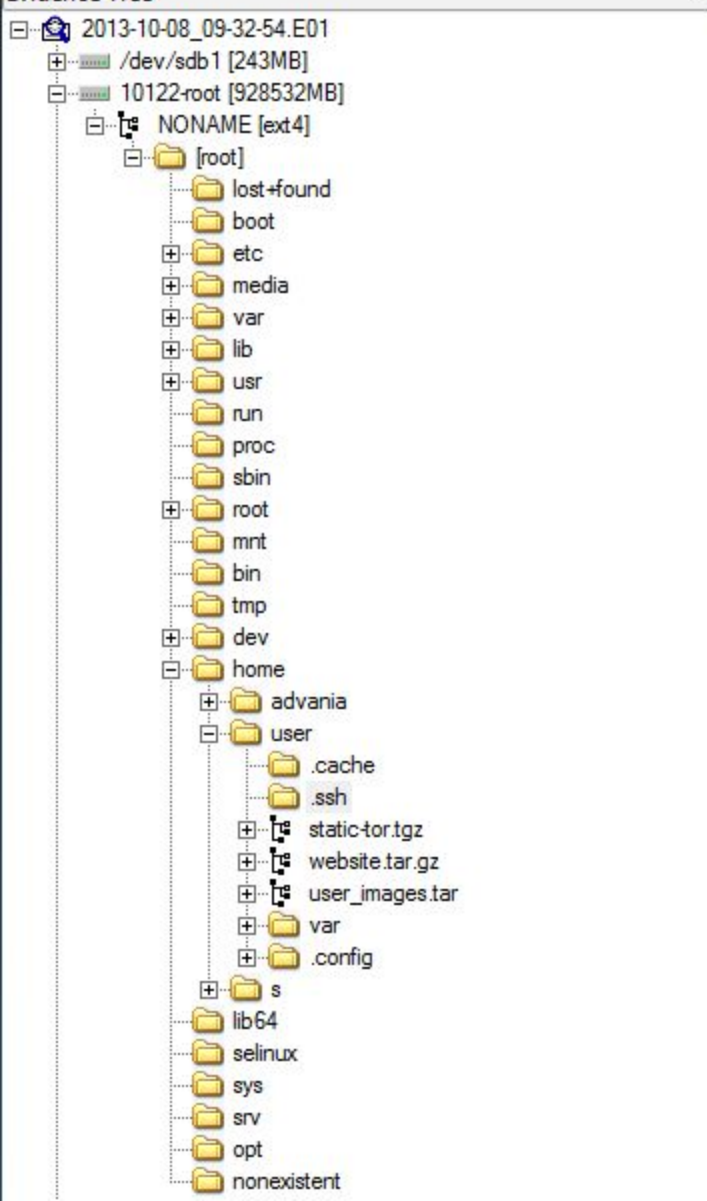 2013-10-08_09-32-54.E01
/dev/sdb1 [243MB]
10122-root [928532MB]
NONAME [ext4]
[root]
lost+found
boot
etc
media
var
lib
usr
run
proc
sbin
root
mnt
bin
tmp
dev
home
advania
user
.cache
.ssh
static-tor.tgz
website.tar.gz
user_images.tar
var
.config
s
lib64
selinux
sys
srv
opt
nonexistent